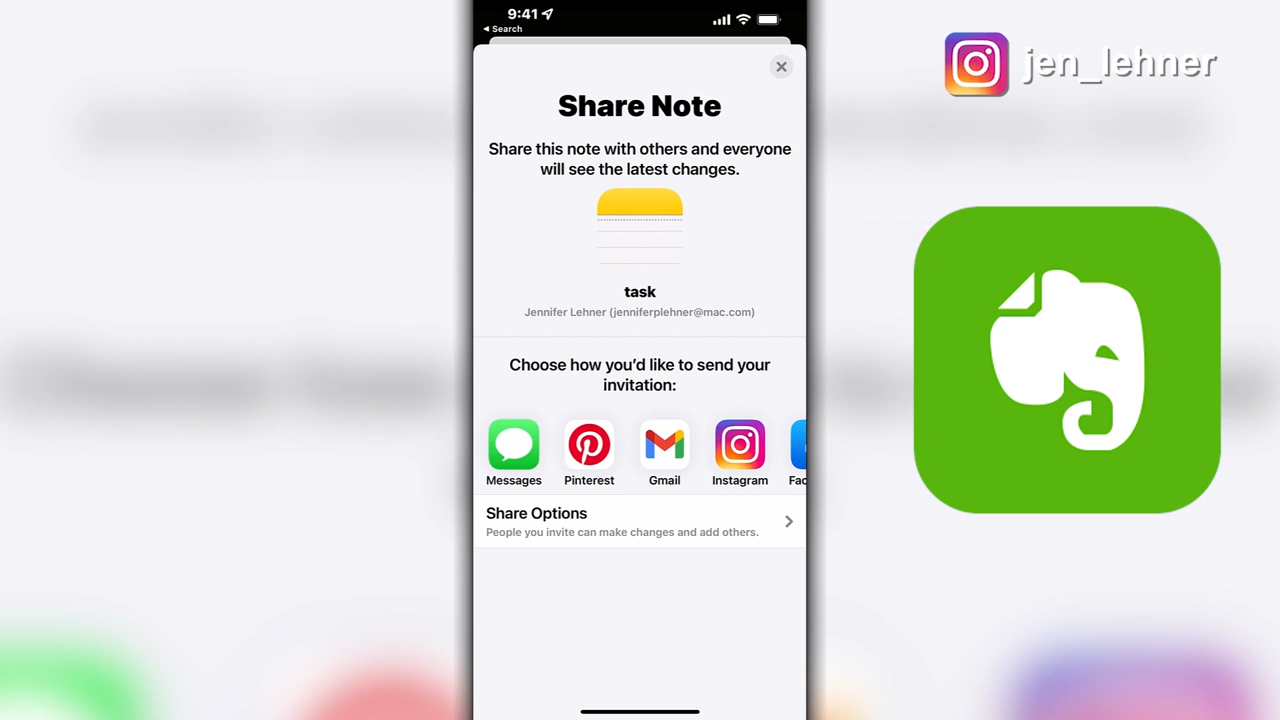 9:41
Search
jen_lehner
Share Note
Share this note with others and everyone
will see the latest changes.
task
Jennifer Lehner (jenniferplehner@mac.com)
Choose how you’d like to send your
invitation:
Messages
Pinterest
Gmail
Instagram
Fac
Share Options
People you invite can make changes and add others.